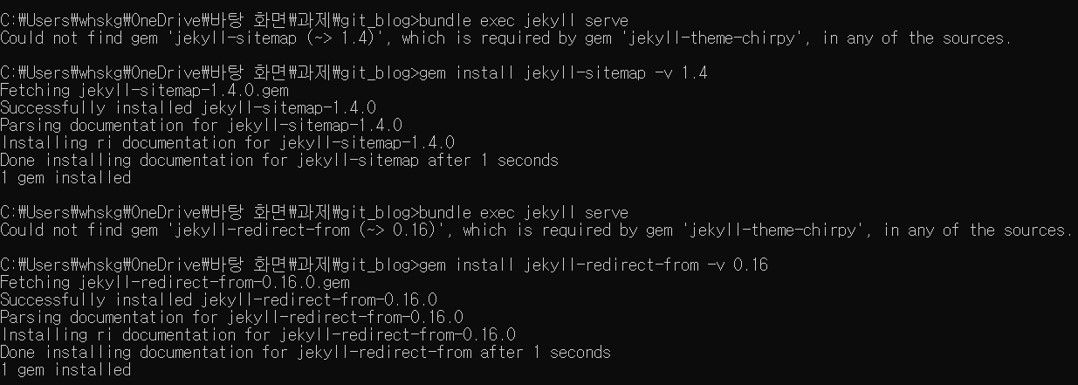 C:₩Users₩whskg₩OneDrive₩바탕 화면₩과제₩git_blog>bundle exec jekyll serve
Could not find gem 'jekyll-sitemap (~> 1.4)', which is required by gem 'jekyll-theme-chirpy', in any of the sources.
C:₩Users₩whskg₩OneDrive₩바탕 화면₩과제₩git_blog>gem install jekyll-sitemap -v 1.4
Fetching jekyll-sitemap-1.4.0.gem
Successfully installed jekyll-sitemap-1.4.0
Parsing documentation for jekyll-sitemap-1.4.0
Installing ri documentation for jekyll-sitemap-1.4.0
Done installing documentation for jekyll-sitemap after 1 seconds
1 gem installed
C:₩Users₩whskg₩OneDrive₩바탕 화면₩과제₩git_blog>bundle exec jekyll serve
Could not find gem 'jekyll-redirect-from (~> 0.16)', which is required by gem 'jekyll-theme-chirpy', in any of the sources.
C:₩Users₩whskg₩OneDrive₩바탕 화면₩과제₩git_blog>gem install jekyll-redirect-from -v 0.16
Fetching jekyll-redirect-from-0.16.0.gem
Successfully installed jekyll-redirect-from-0.16.0
Parsing documentation for jekyll-redirect-from-0.16.0
Installing ri documentation for jekyll-redirect-from-0.16.0
Done installing documentation for jekyll-redirect-from after 1 seconds
1 gem installed